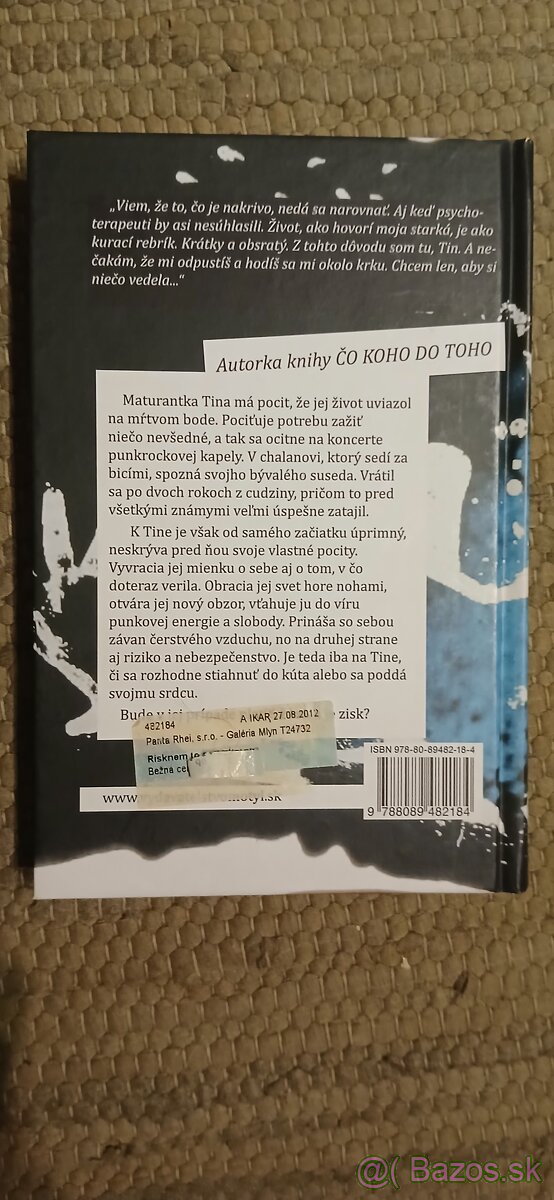 „Viem, že to, čo je nakrivo, nedá sa narovnať. Aj keď psycho-
terapeuti by asi nesúhlasili. Život, ako hovorí moja starká, je ako
kurací rebrík. Krátky a obsratý. Z tohto dôvodu som tu, Tin. A ne-
čakám, že mi odpustíš a hodíš sa mi okolo krku. Chcem len, aby si
niečo vedela...“
Autorka knihy ČO KOHO DO TOHO
Maturantka Tina má pocit, že jej život uviazol
na mŕtvom bode. Pociťuje potrebu zažiť
niečo nevšedné, a tak sa ocitne na koncerte
punkrockovej kapely. V chalanovi, ktorý sedí za
bicími, spozná svojho bývalého suseda. Vrátil
sa po dvoch rokoch z cudziny, pričom to pred
všetkými známymi veľmi úspešne zatajil.
K Tine je však od samého začiatku úprimný,
neskrýva pred ňou svoje vlastné pocity.
Vyvracia jej mienku o sebe aj o tom, v čo
doteraz verila. Obracia jej svet hore nohami,
otvára jej nový obzor, vťahuje ju do víru
punkovej energie a slobody. Prináša so sebou
závan čerstvého vzduchu, no na druhej strane
aj riziko a nebezpečenstvo. Je teda iba na Tine,
či sa rozhodne stiahnuť do kúta alebo sa poddá
svojmu srdcu.
Bude v jej prípade zisk?
482184 A IKAR 27 08 2012
Panta Rhei, s.r.o. - Galéria Mlyn T24732
Risknem
Bežná
www.vydavatelstvomotyl.sk
ISBN 978-80-89482-18-4
9 788089 482184
@( Bazos.sk